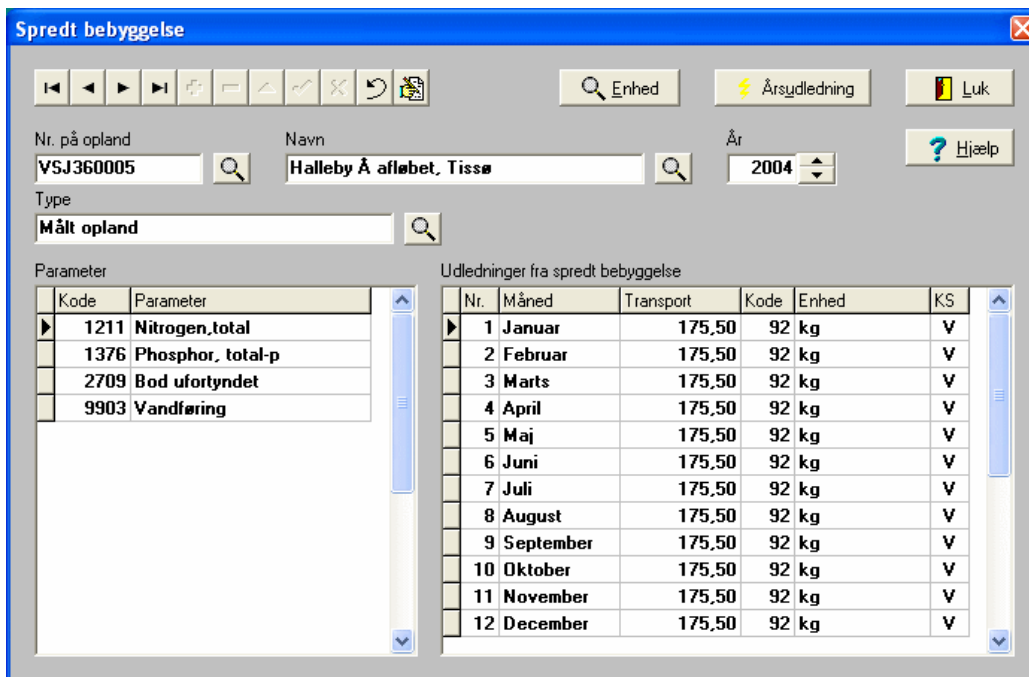 Spredt bebyggelse
Enhed Årsudledning Luk
Nr. på opland Navn År
VSJ360005 Halleby Å afløbet, Tissø 2004 Hjælp
Type
Målt opland
Parameter Udledninger fra spredt bebyggelse
Kode Parameter Nr. Måned Transport Kode Enhed KS
1211 Nitrogen,total 1 Januar 175,50 92 kg V
1376 Phosphor, total-p 2 Februar 175,50 92 kg V
2709 Bod ufortyndet 3 Marts 175,50 92 kg V
9903 Vandføring 4 April 175,50 92 kg V
5 Maj 175,50 92 kg V
6 Juni 175,50 92 kg V
7 Juli 175,50 92 kg V
8 August 175,50 92 kg V
9 September 175,50 92 kg V
10 Oktober 175,50 92 kg V
11 November 175,50 92 kg V
12 December 175,50 92 kg V